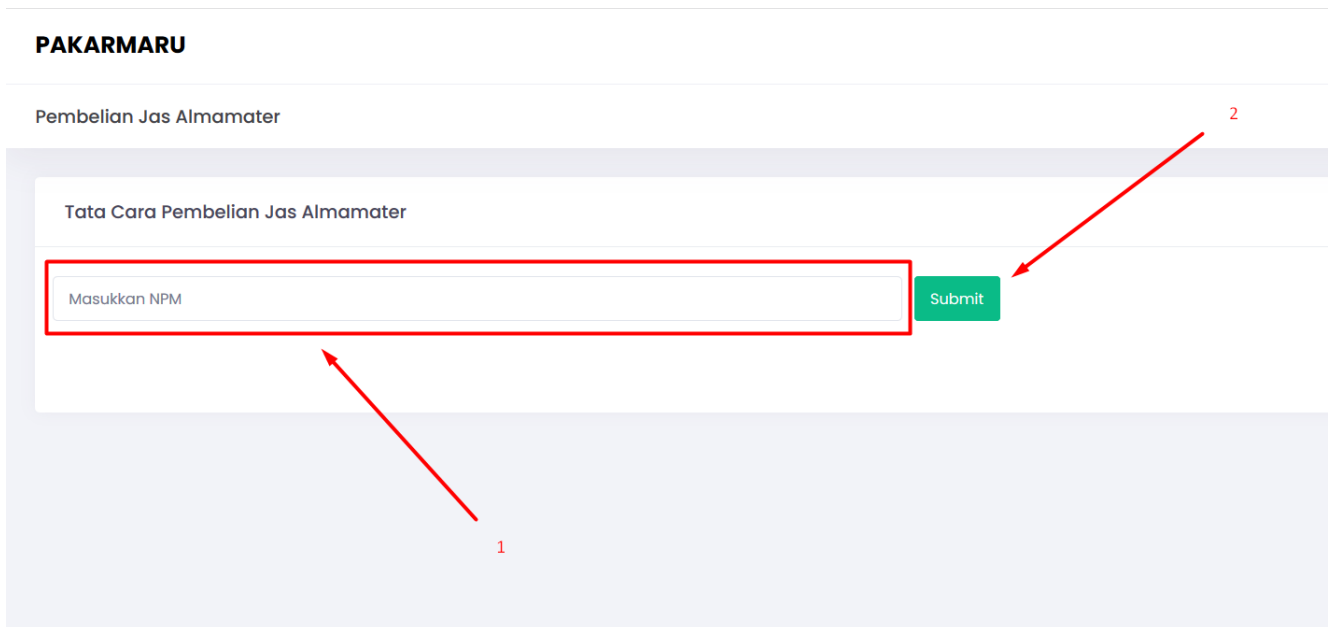 PAKARMARU
Pembelian Jas Almamater
2
Tata Cara Pembelian Jas Almamater
Masukkan NPM
Submit
1